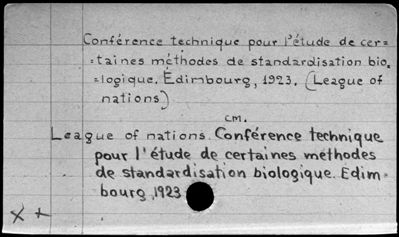 Conférence technique pour l'étude de cer=
=taines méthodes de standardisation bio.
=logique. Édimbourg, 1923. (League of
nations)
cm.
League of nations. Conférence technique
pour l'étude de certaines méthodes
de standardisation biologique. Edim-
bourg, 1923
x +